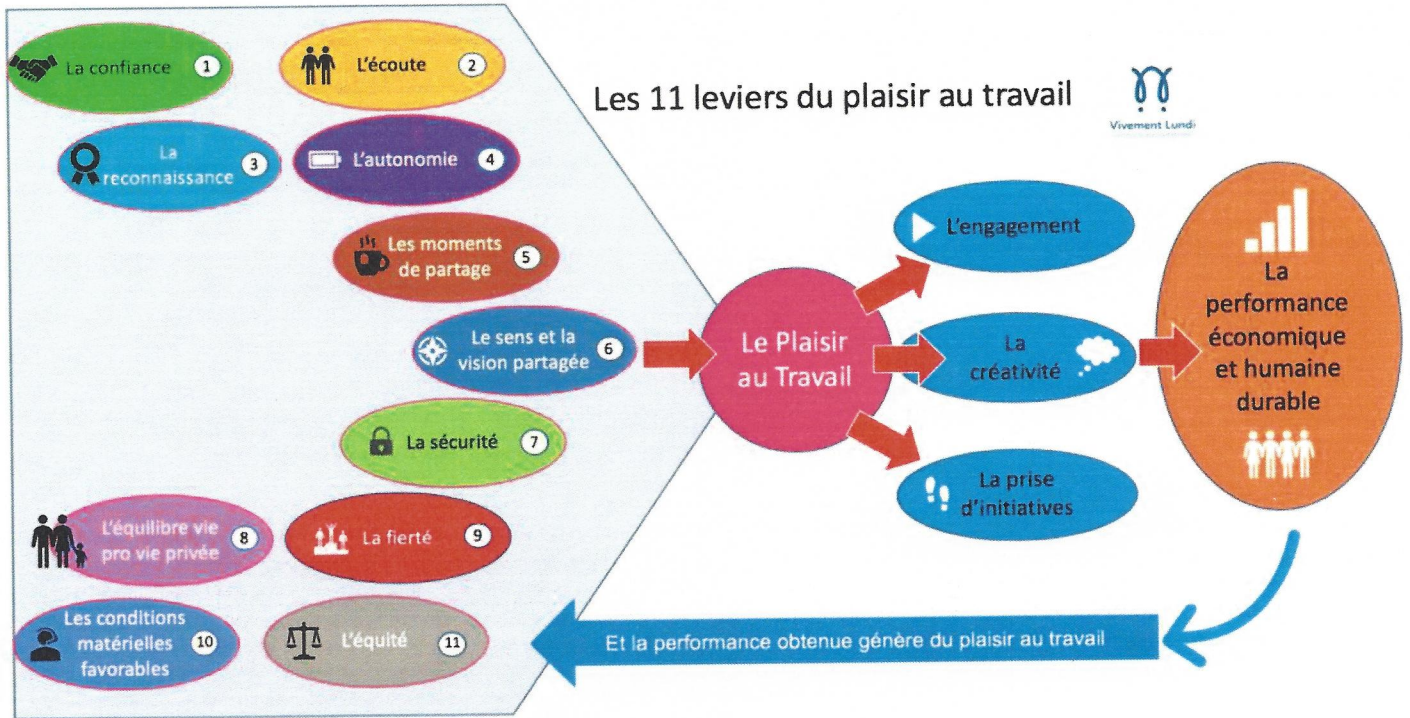 La confiance
1
L'écoute
2
Les 11 leviers du plaisir au travail
Vivement Lundi
La
reconnaissance
3
L'autonomie
4
Les moments
de partage
5
Le sens et la
vision partagée
6
La sécurité
7
L'équilibre vie
pro vie privée
8
La fierté
9
Les conditions
matérielles
favorables
10
L'équité
11
Le Plaisir
au Travail
L'engagement
La
créativité
La prise
d'initiatives
La
performance
économique
et humaine
durable
Et la performance obtenue génère du plaisir au travail